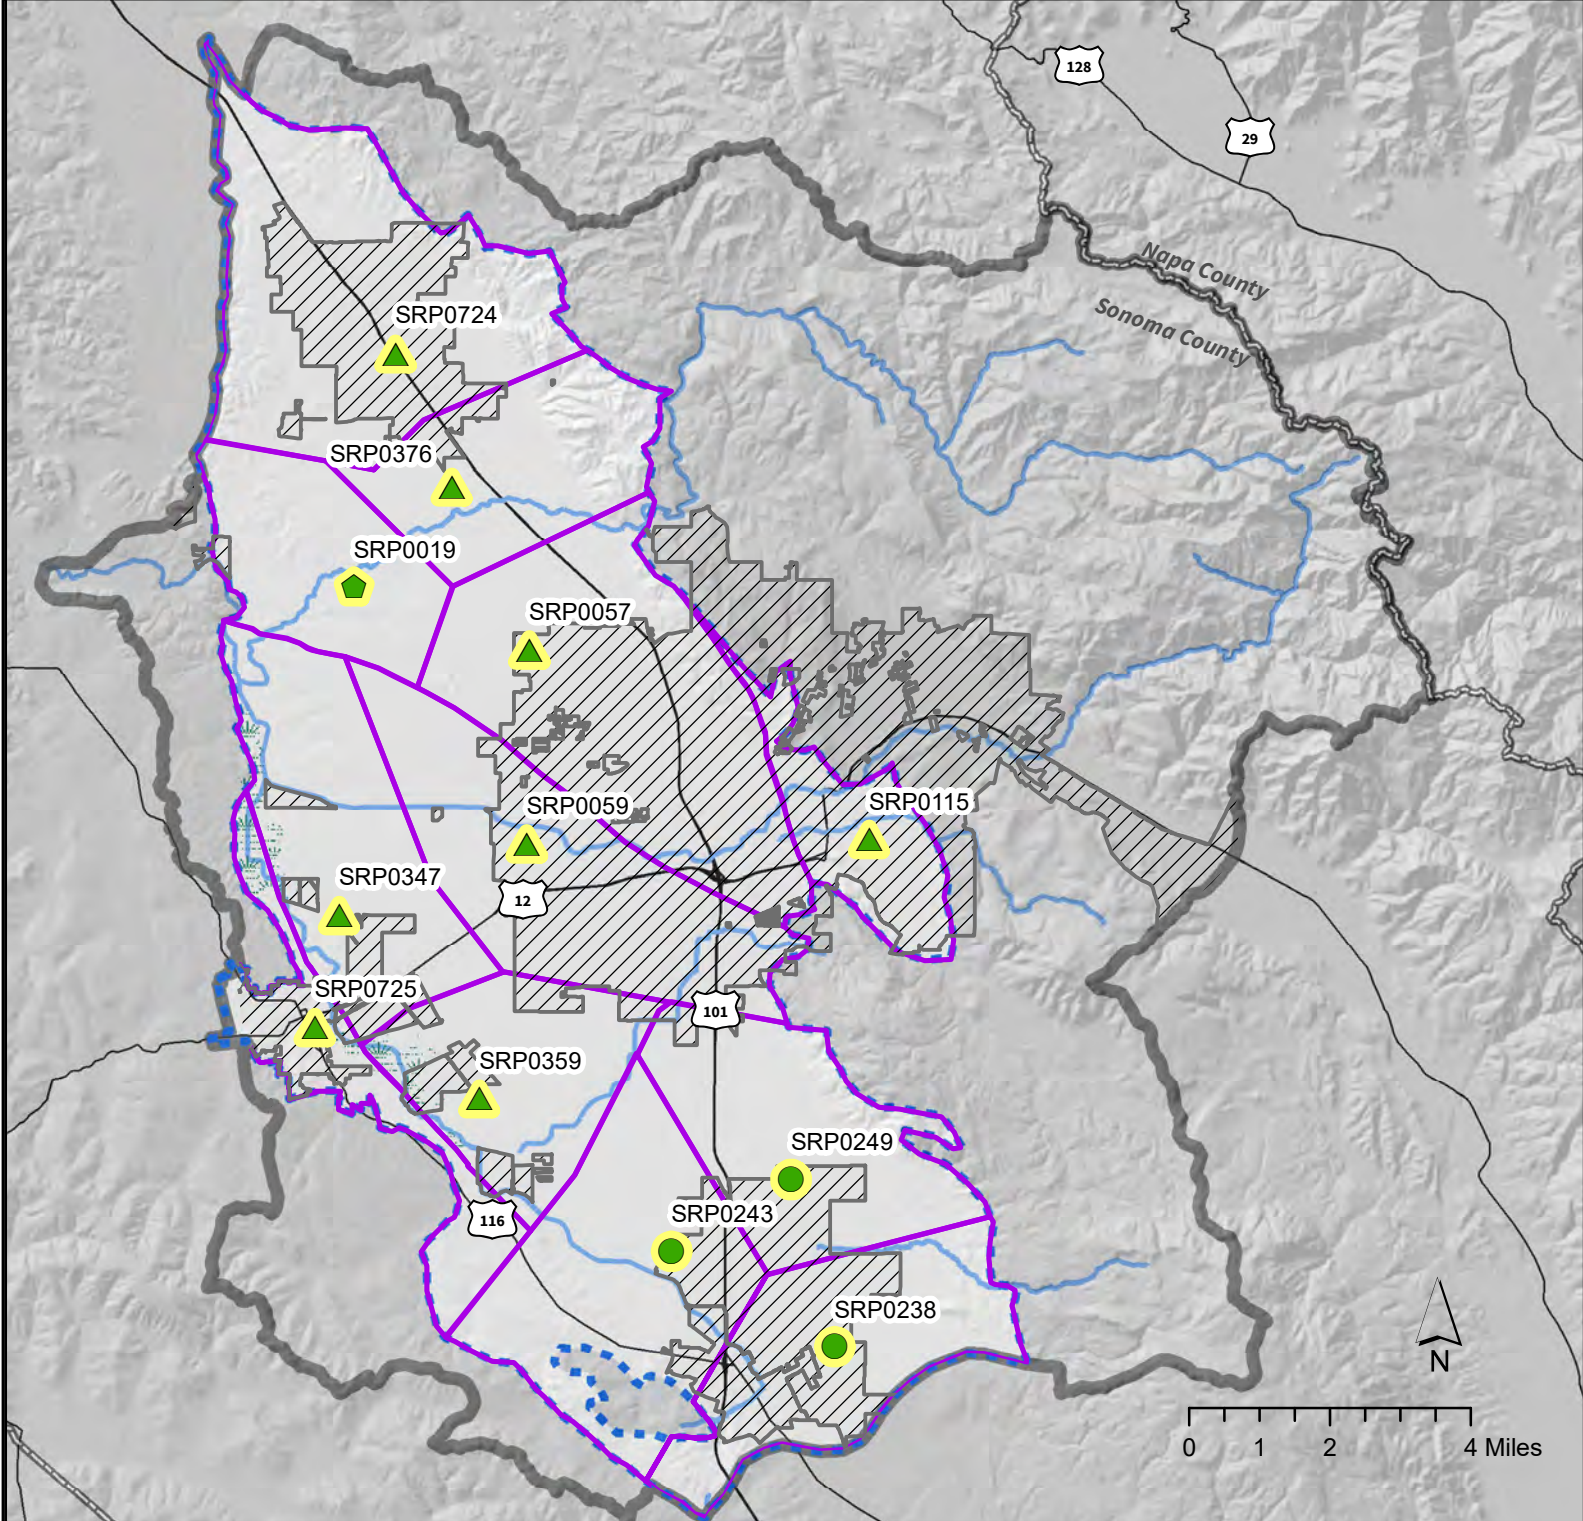 128
29
Napa County
Sonoma County
SRP0724
SRP0376
SRP0019
SRP0057
SRP0059
SRP0115
SRP0347
12
SRP0725
101
SRP0359
SRP0249
SRP0243
116
SRP0238
N
0 1 2 4 Miles